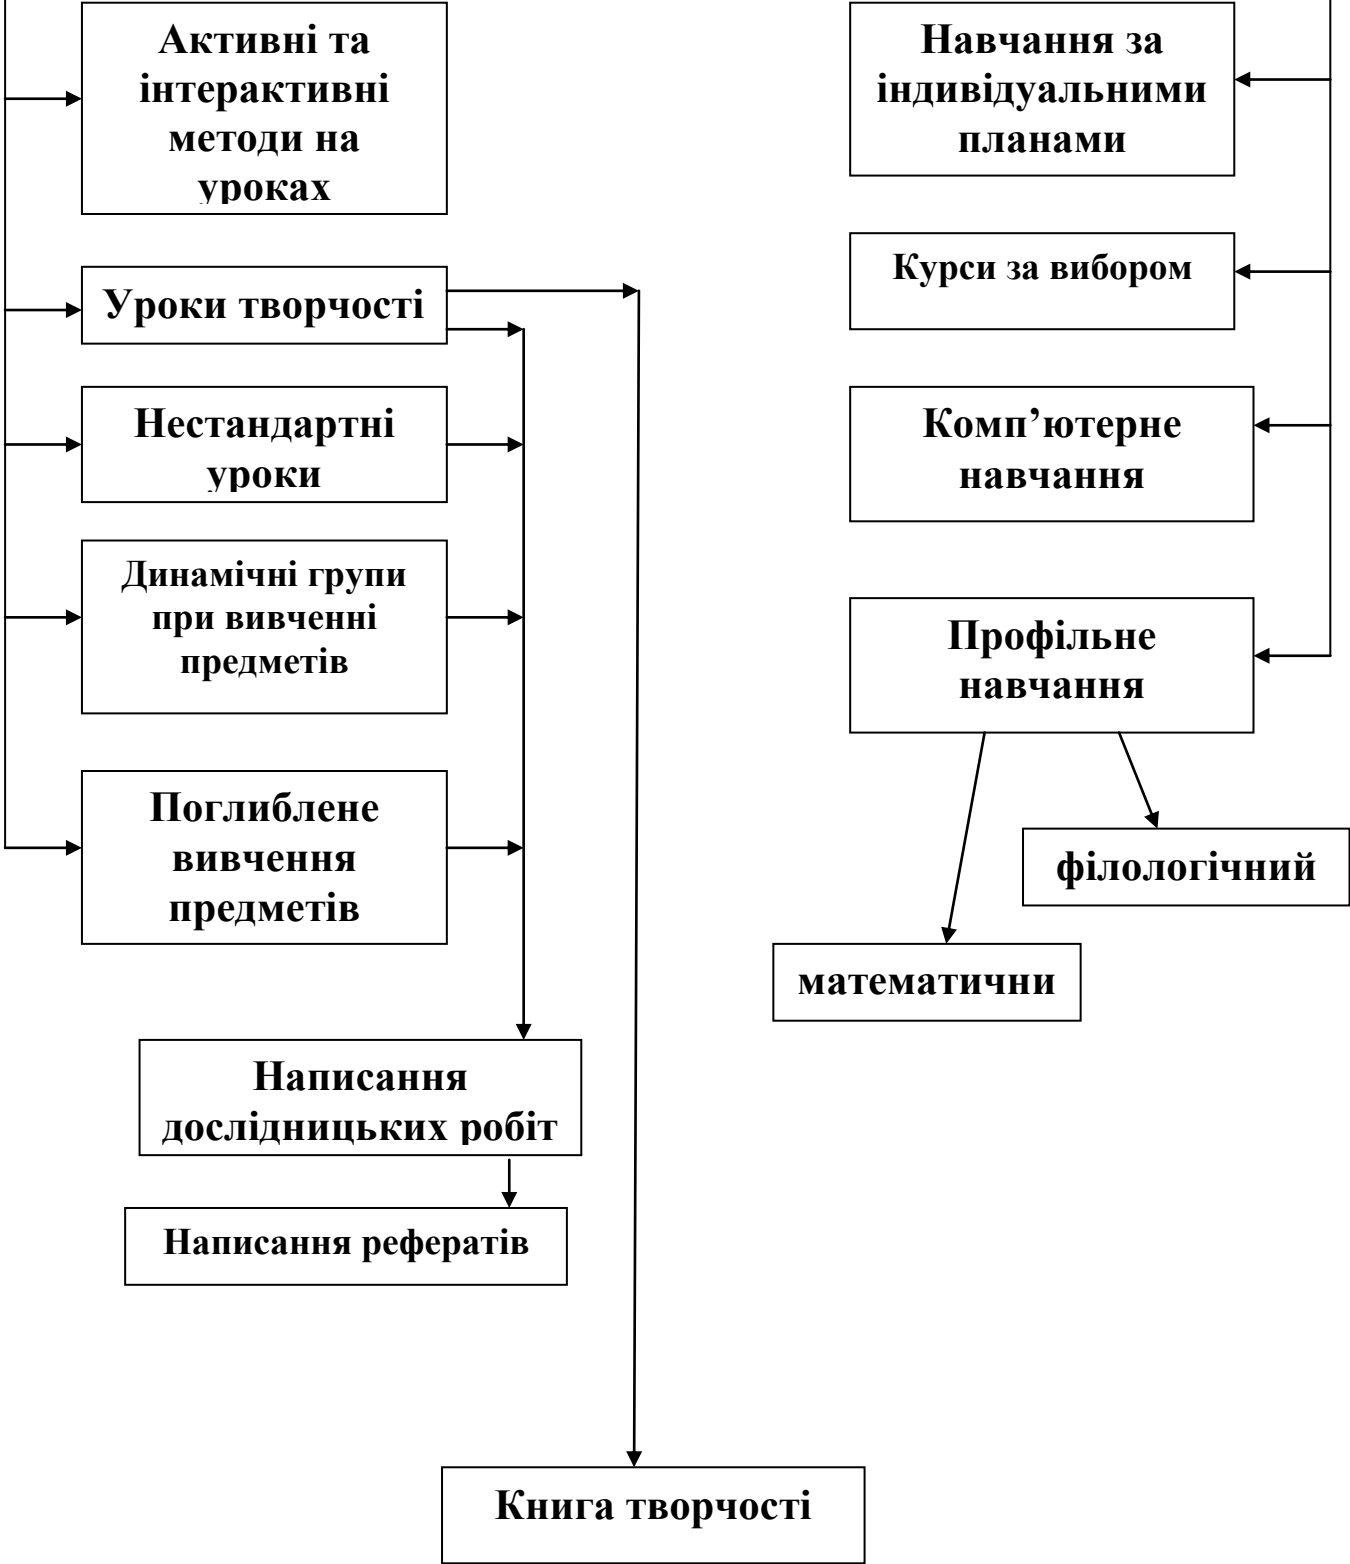 Активні та
інтерактивні
методи на
уроках
Уроки творчості
Нестандартні
уроки
Динамічні групи
при вивченні
предметів
Поглиблене
вивчення
предметів
Написання
дослідницьких робіт
Написання рефератів
Книга творчості
Навчання за
індивідуальними
планами
Курси за вибором
Комп’ютерне
навчання
Профільне
навчання
філологічний
математични